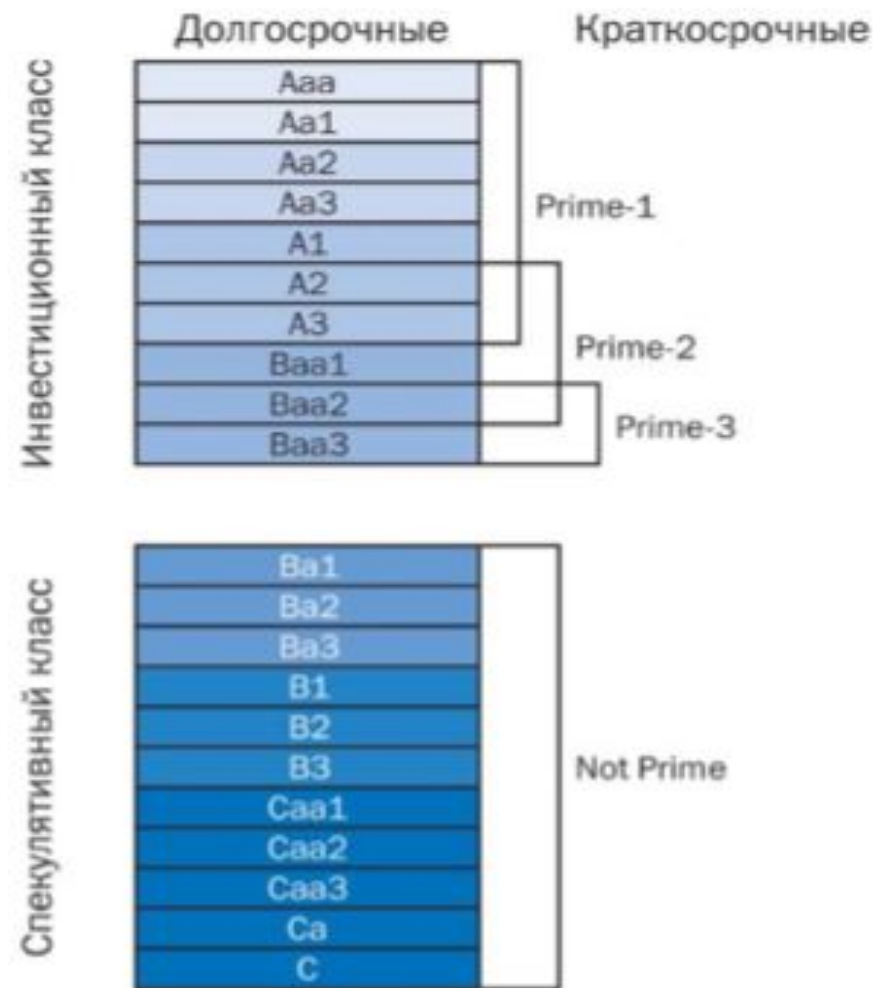 Долгосрочные Краткосрочные
Инвестиционный класс
Aaa
Aa1
Aa2
Aa3
Prime-1
A1
A2
A3
Prime-2
Baa1
Baa2
Prime-3
Baa3
Спекулятивный класс
Ba1
Ba2
Ba3
B1
B2
B3
Not Prime
Caa1
Caa2
Caa3
Ca
C